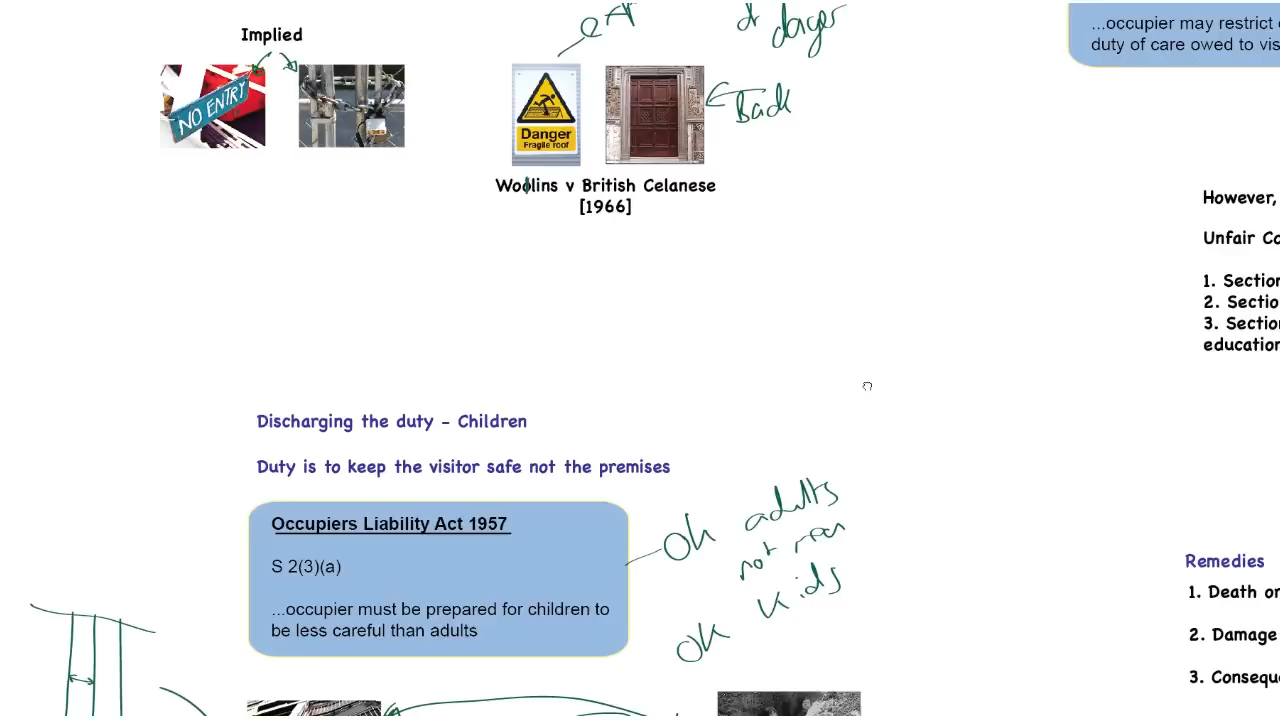 Implied
NO ENTRY
Danger
Fragile roof
danger
Back
Woolins v British Celanese
[1966]
...occupier may restrict
duty of care owed to vis
However,
Unfair Co
1. Section
2. Sectio
3. Section
education
Discharging the duty - Children
Duty is to keep the visitor safe not the premises
Occupiers Liability Act 1957
S 2(3)(a)
...occupier must be prepared for children to
be less careful than adults
ok adults
not
ok kids
Remedies
1. Death or
2. Damage
3. Conseque